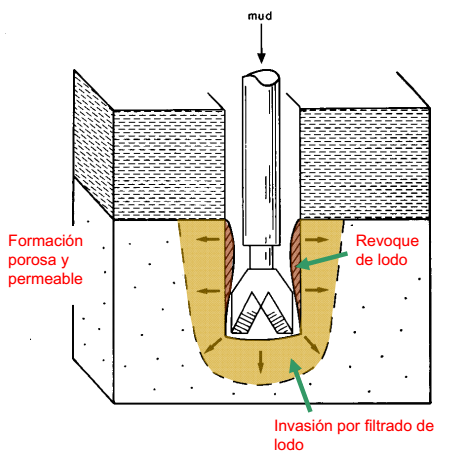 mud
Formación
porosa y
permeable
Revoque
de lodo
Invasión por filtrado de
lodo